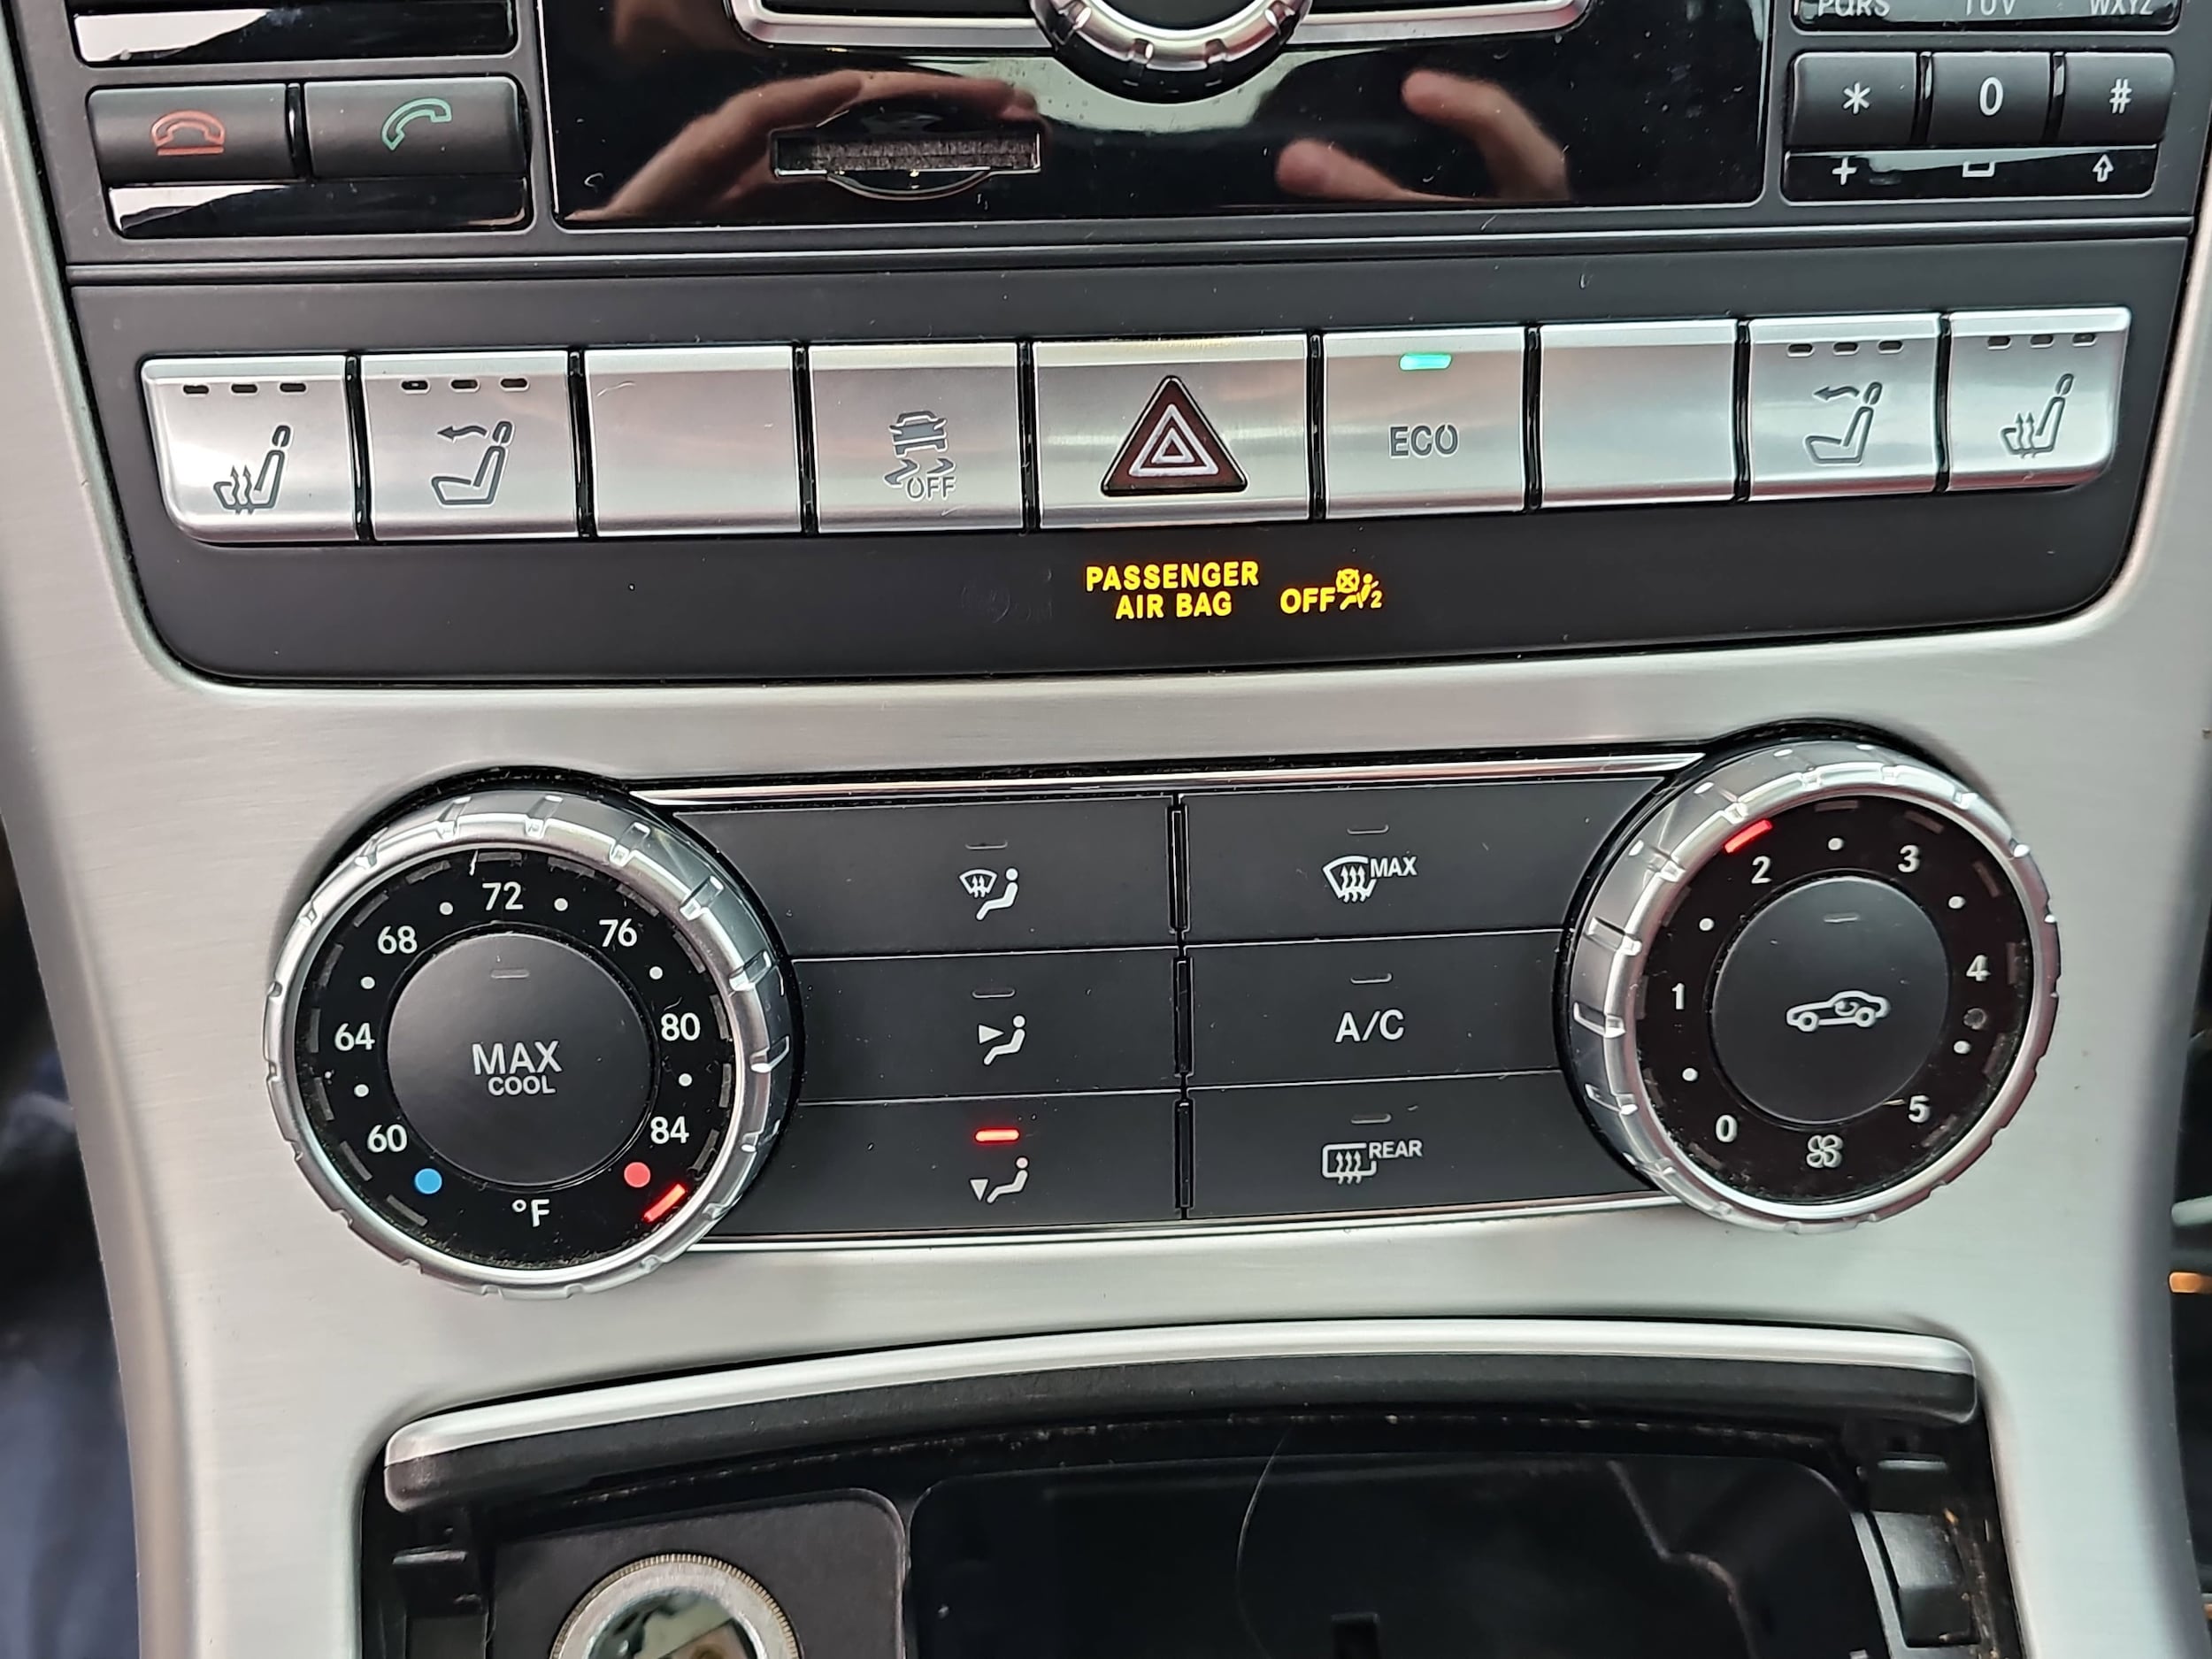 PQRS TUV WXYZ
* 0 #
+
OFF
ECO
PASSENGER
AIR BAG OFF 2
72
68 76
64 80
60 84
°F
MAX
COOL
MAX
A/C
REAR
2 3
1 4
0 5